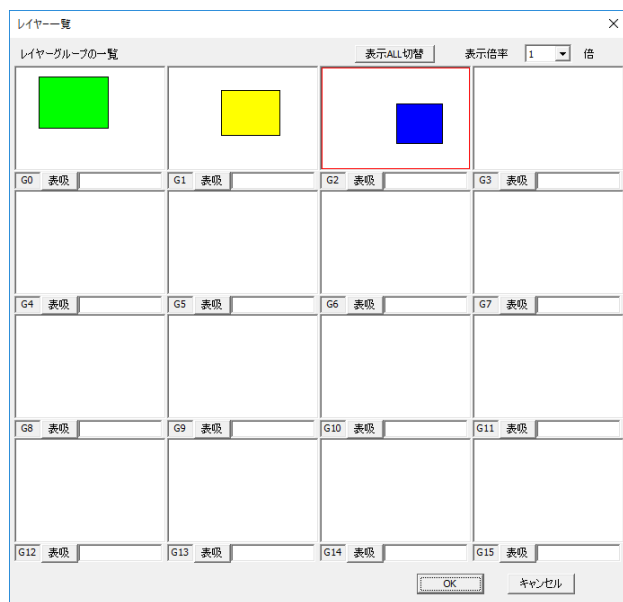 レイヤー一覧
レイヤーグループの一覧 表示ALL切替 表示倍率 1 倍
G0 表吸 G1 表吸 G2 表吸 G3 表吸
G4 表吸 G5 表吸 G6 表吸 G7 表吸
G8 表吸 G9 表吸 G10 表吸 G11 表吸
G12 表吸 G13 表吸 G14 表吸 G15 表吸
OK キャンセル